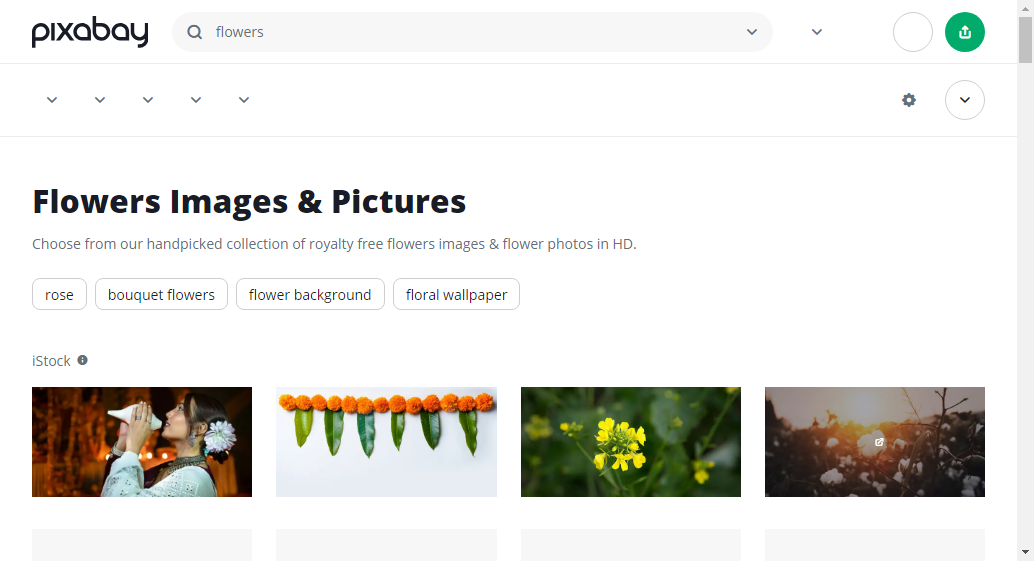 pixabay
flowers
Flowers Images & Pictures
Choose from our handpicked collection of royalty free flowers images & flower photos in HD.
rose
bouquet flowers
flower background
floral wallpaper
iStock